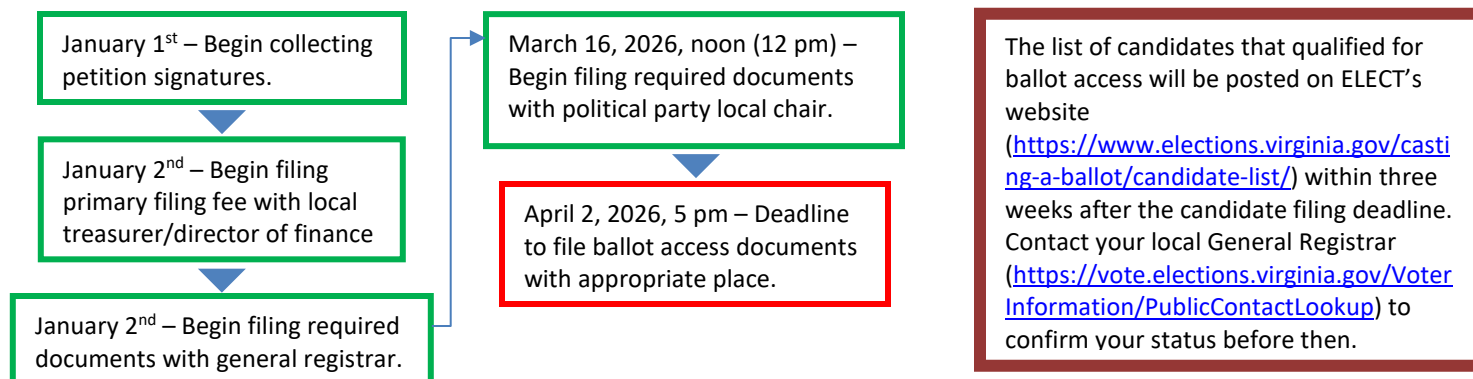 January 1st – Begin collecting
petition signatures.
January 2nd – Begin filing
primary filing fee with local
treasurer/director of finance
January 2nd – Begin filing required
documents with general registrar.
March 16, 2026, noon (12 pm) –
Begin filing required documents
with political party local chair.
April 2, 2026, 5 pm – Deadline
to file ballot access documents
with appropriate place.
The list of candidates that qualified for
ballot access will be posted on ELECT’s
website
(https://www.elections.virginia.gov/casti
ng-a-ballot/candidate-list/) within three
weeks after the candidate filing deadline.
Contact your local General Registrar
(https://vote.elections.virginia.gov/Voter
Information/PublicContactLookup) to
confirm your status before then.